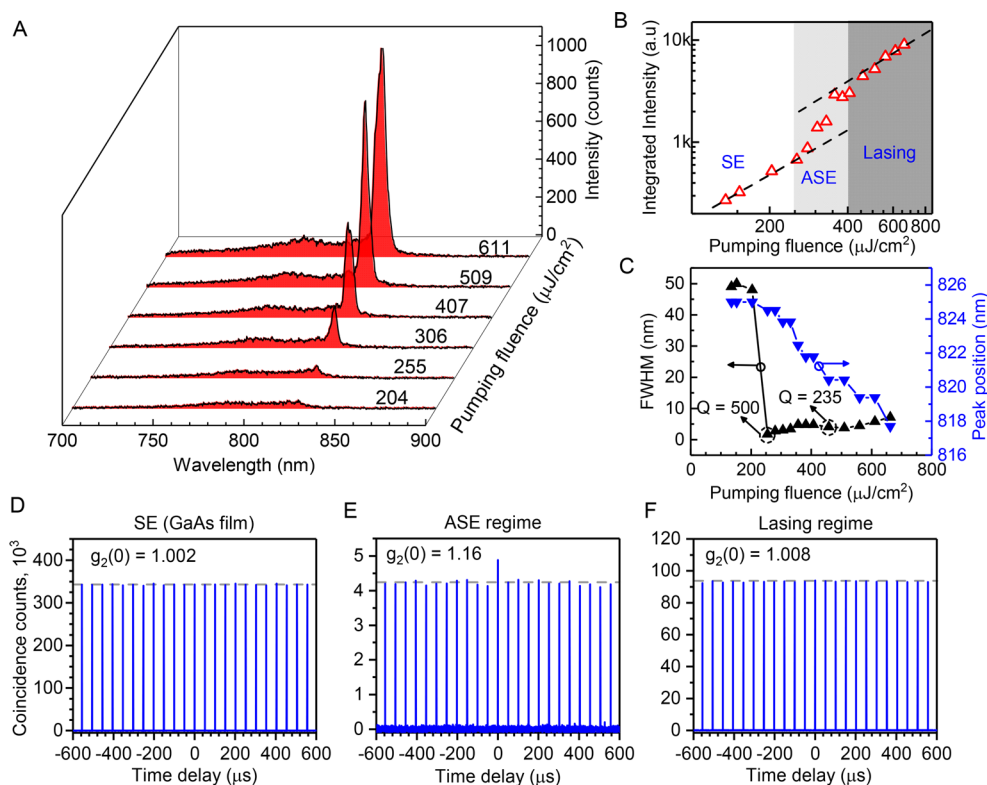 A
1000
800
600
400
200
0
Intensity (counts)
611
509
407
306
255
204
Pumping fluence (μJ/cm²)
700 750 800 850 900
Wavelength (nm)
B
10k
1k
Integrated Intensity (a.u)
SE
ASE
Lasing
200 400 600 800
Pumping fluence (μJ/cm²)
C
50
40
30
20
10
0
FWHM (nm)
826
824
822
820
818
816
Peak position (nm)
Q = 500
Q = 235
0 200 400 600 800
Pumping fluence (μJ/cm²)
D
SE (GaAs film)
g₂(0) = 1.002
400
350
300
250
200
150
100
50
0
Coincidence counts, 10³
-600 -400 -200 0 200 400 600
Time delay (μs)
E
ASE regime
g₂(0) = 1.16
5
4
3
2
1
0
-600 -400 -200 0 200 400 600
Time delay (μs)
F
Lasing regime
g₂(0) = 1.008
120
100
80
60
40
20
0
-600 -400 -200 0 200 400 600
Time delay (μs)